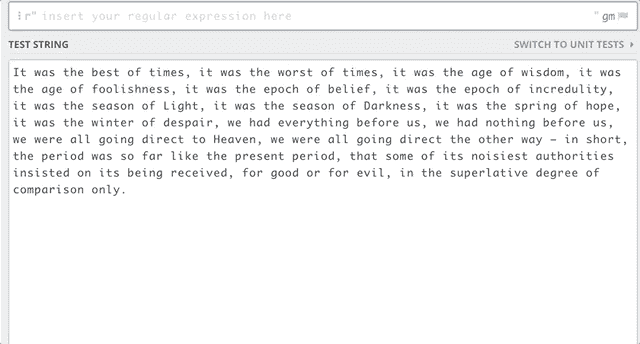 r" insert your regular expression here " gm
TEST STRING SWITCH TO UNIT TESTS
It was the best of times, it was the worst of times, it was the age of wisdom, it was
the age of foolishness, it was the epoch of belief, it was the epoch of incredulity,
it was the season of Light, it was the season of Darkness, it was the spring of hope,
it was the winter of despair, we had everything before us, we had nothing before us,
we were all going direct to Heaven, we were all going direct the other way – in short,
the period was so far like the present period, that some of its noisiest authorities
insisted on its being received, for good or for evil, in the superlative degree of
comparison only.